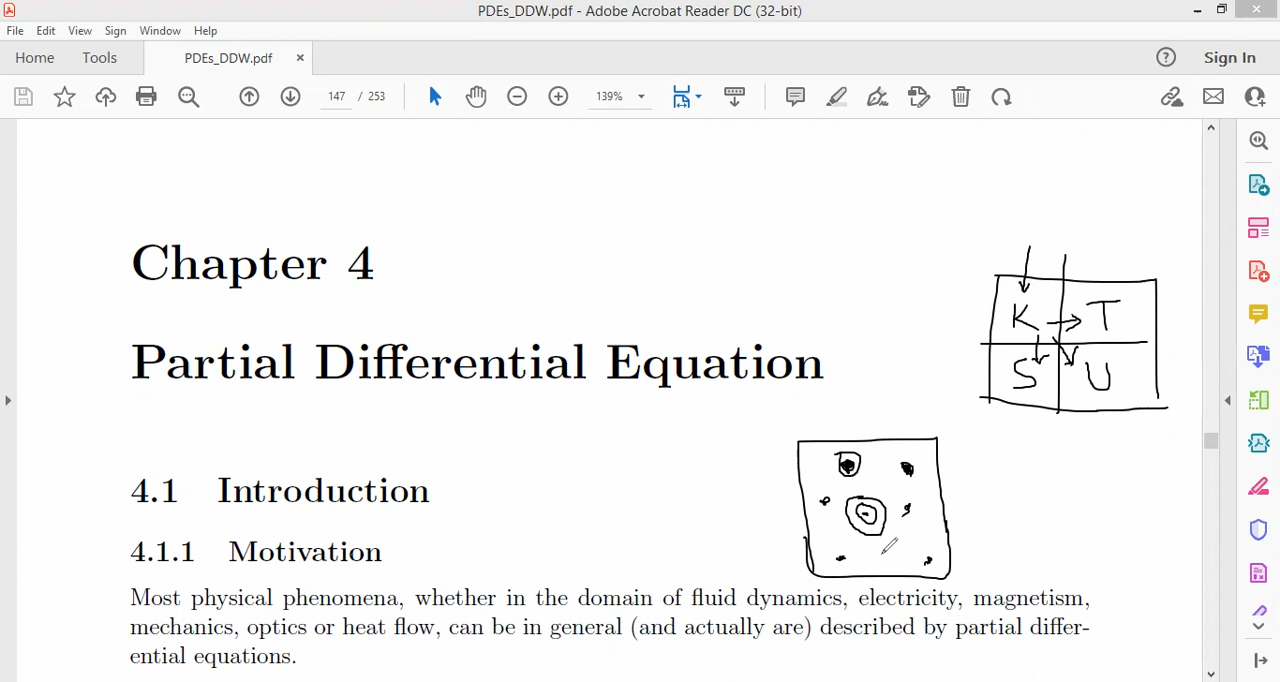 PDEs_DDW.pdf - Adobe Acrobat Reader DC (32-bit)
File Edit View Sign Window Help
Home Tools PDEs_DDW.pdf × Sign In
147 / 253 139%
Chapter 4
Partial Differential Equation
K T
S U
4.1 Introduction
4.1.1 Motivation
Most physical phenomena, whether in the domain of fluid dynamics, electricity, magnetism,
mechanics, optics or heat flow, can be in general (and actually are) described by partial differ-
ential equations.